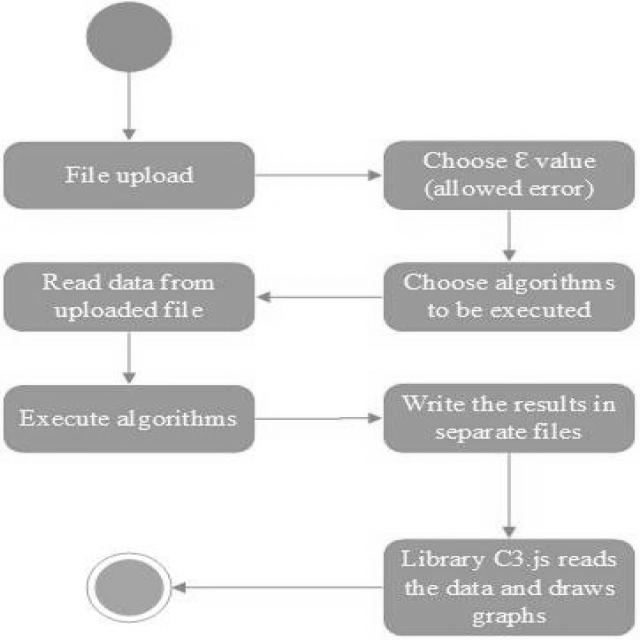 File upload
Choose Ɛ value
(allowed error)
Choose algorithms
to be executed
Read data from
uploaded file
Execute algorithms
Write the results in
separate files
Library C3.js reads
the data and draws
graphs